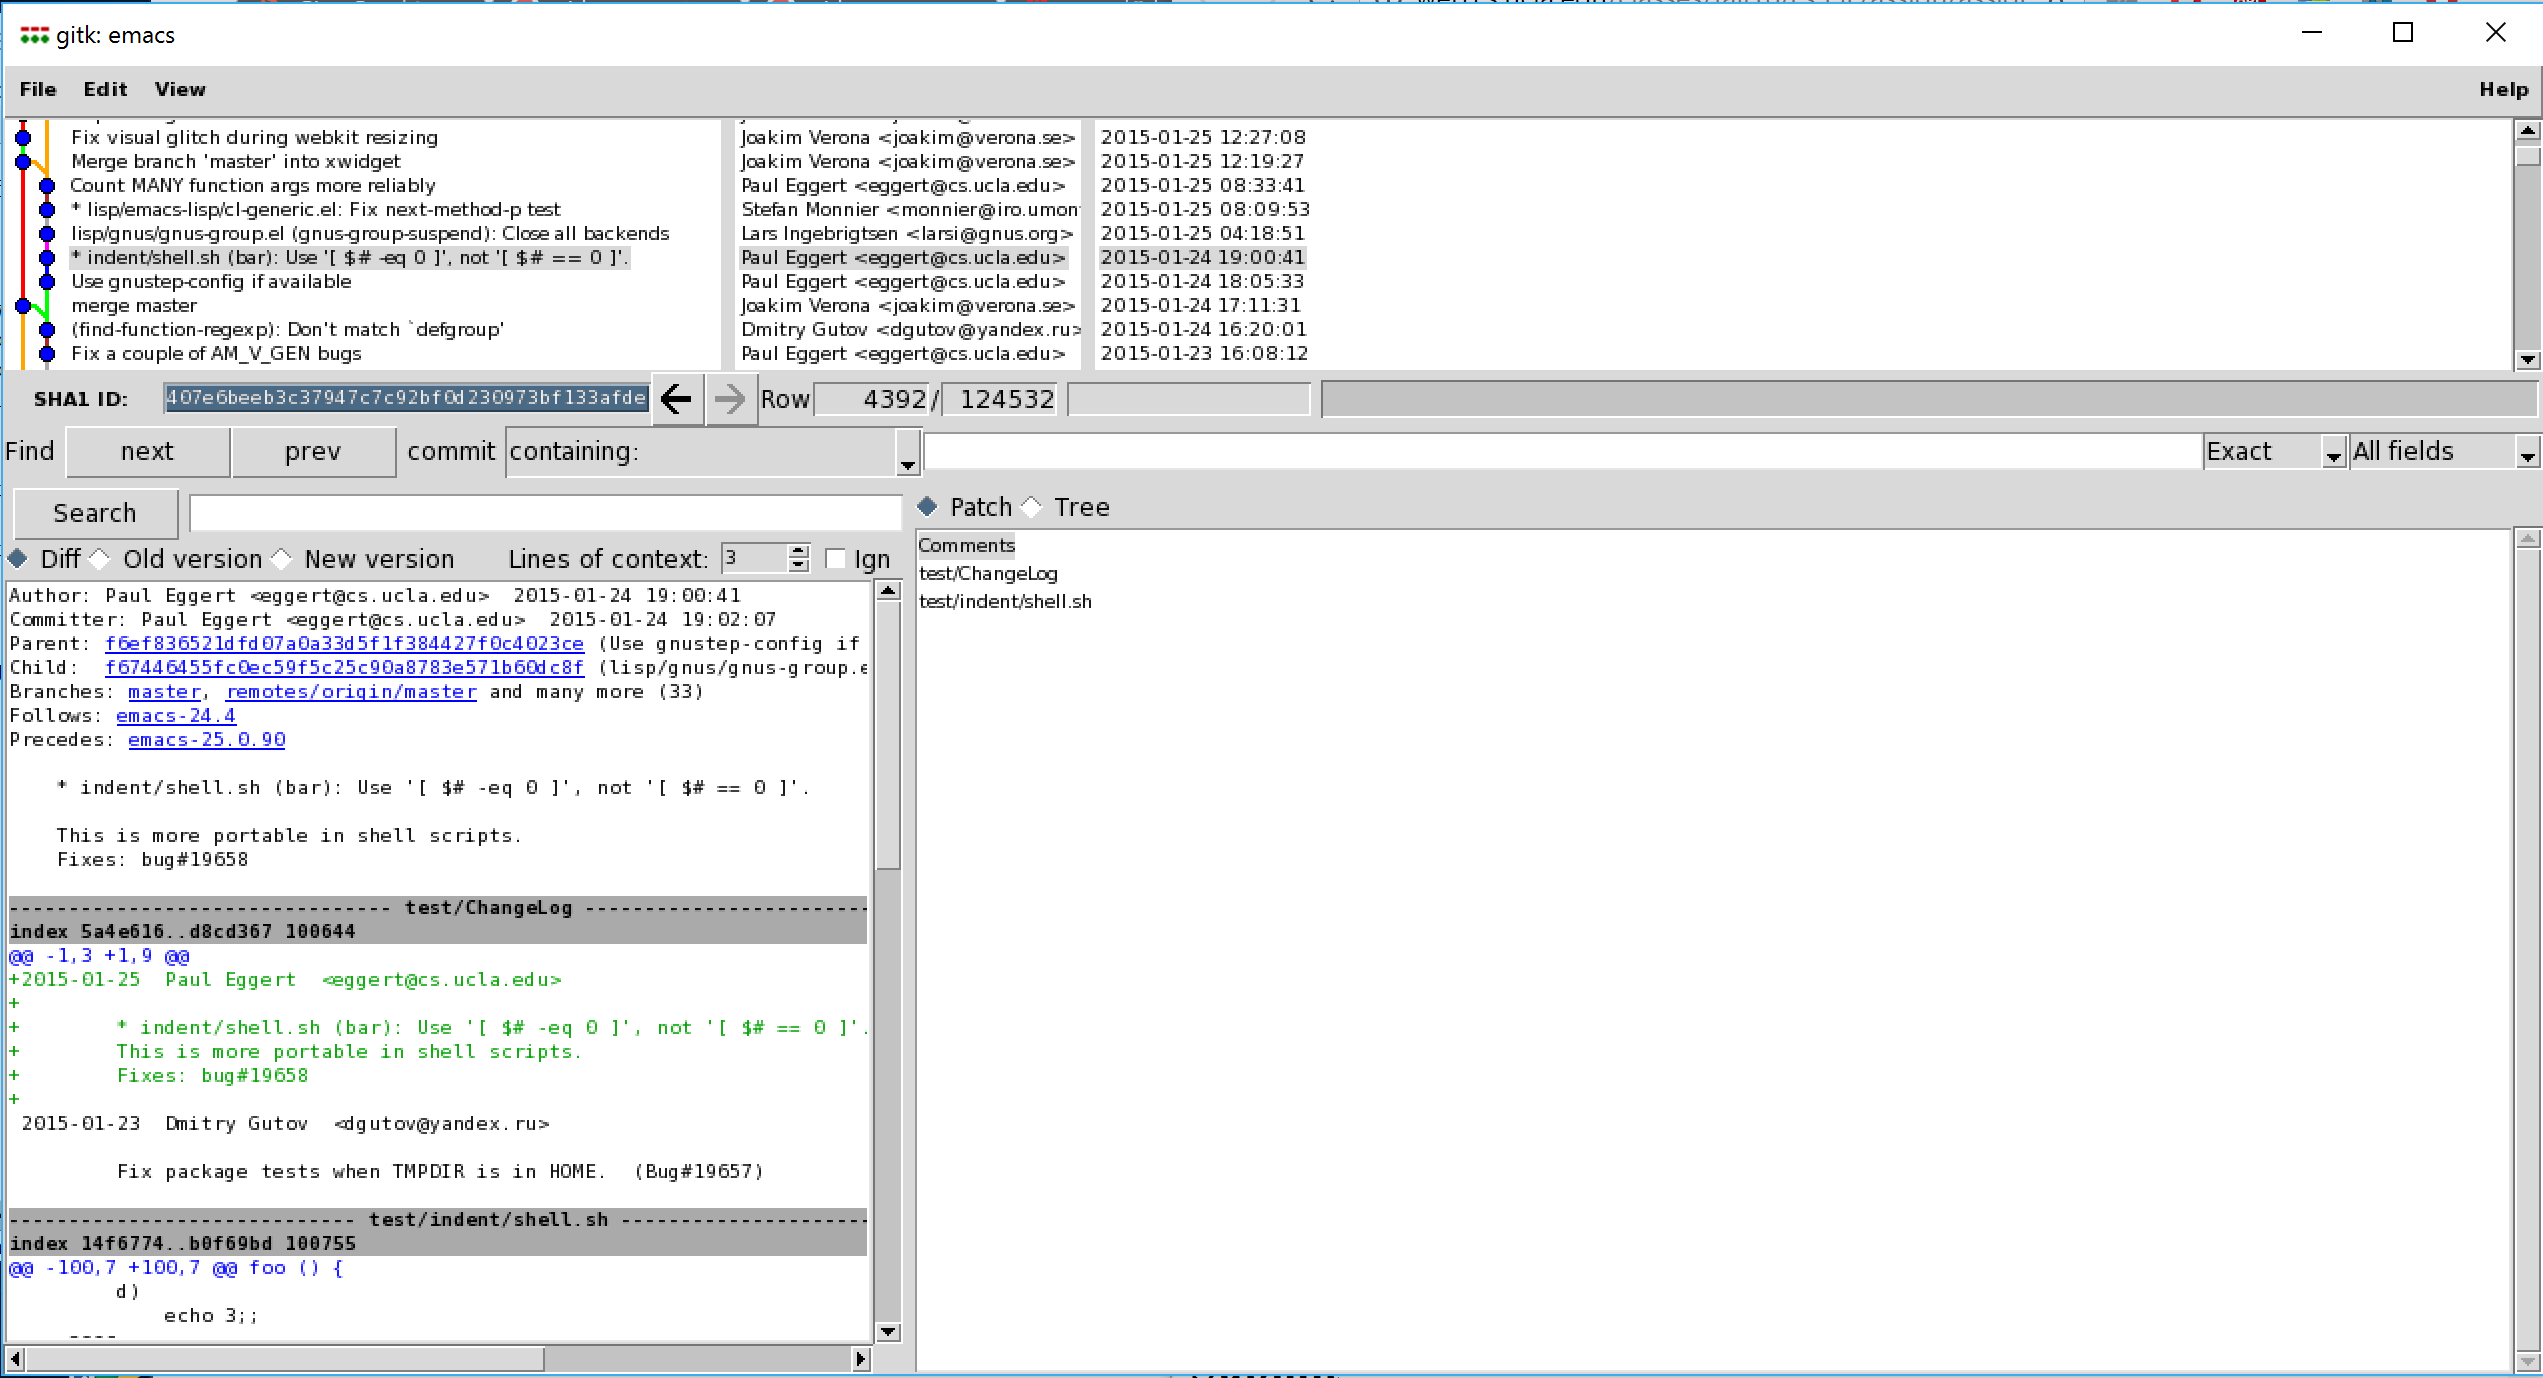 gitk: emacs
File Edit View Help
Fix visual glitch during webkit resizing Joakim Verona <joakim@verona.se> 2015-01-25 12:27:08
Merge branch 'master' into xwidget Joakim Verona <joakim@verona.se> 2015-01-25 12:19:27
Count MANY function args more reliably Paul Eggert <eggert@cs.ucla.edu> 2015-01-25 08:33:41
* lisp/emacs-lisp/cl-generic.el: Fix next-method-p test Stefan Monnier <monnier@iro.umon 2015-01-25 08:09:53
lisp/gnus/gnus-group.el (gnus-group-suspend): Close all backends Lars Ingebrigtsen <larsi@gnus.org> 2015-01-25 04:18:51
* indent/shell.sh (bar): Use '[ $# -eq 0 ]', not '[ $# == 0 ]'. Paul Eggert <eggert@cs.ucla.edu> 2015-01-24 19:00:41
Use gnustep-config if available Paul Eggert <eggert@cs.ucla.edu> 2015-01-24 18:05:33
merge master Joakim Verona <joakim@verona.se> 2015-01-24 17:11:31
(find-function-regexp): Don't match `defgroup' Dmitry Gutov <dgutov@yandex.ru> 2015-01-24 16:20:01
Fix a couple of AM_V_GEN bugs Paul Eggert <eggert@cs.ucla.edu> 2015-01-23 16:08:12
SHA1 ID: 407e6beeb3c37947c7c92bf0d230973bf133afde Row 4392 / 124532
Find next prev commit containing: Exact All fields
Search Patch Tree
Diff Old version New version Lines of context: 3 Ign
Comments
test/ChangeLog
test/indent/shell.sh
Author: Paul Eggert <eggert@cs.ucla.edu>  2015-01-24 19:00:41
Committer: Paul Eggert <eggert@cs.ucla.edu>  2015-01-24 19:02:07
Parent: f6ef836521dfd07a0a33d5f1f384427f0c4023ce (Use gnustep-config if
Child:  f67446455fc0ec59f5c25c90a8783e571b60dc8f (lisp/gnus/gnus-group.e
Branches: master, remotes/origin/master and many more (33)
Follows: emacs-24.4
Precedes: emacs-25.0.90
* indent/shell.sh (bar): Use '[ $# -eq 0 ]', not '[ $# == 0 ]'.
This is more portable in shell scripts.
Fixes: bug#19658
-------------------------------- test/ChangeLog ------------------------
index 5a4e616..d8cd367 100644
@@ -1,3 +1,9 @@
+2015-01-25  Paul Eggert  <eggert@cs.ucla.edu>
+
+        * indent/shell.sh (bar): Use '[ $# -eq 0 ]', not '[ $# == 0 ]'.
+        This is more portable in shell scripts.
+        Fixes: bug#19658
+
 2015-01-23  Dmitry Gutov  <dgutov@yandex.ru>
         Fix package tests when TMPDIR is in HOME.  (Bug#19657)
----------------------------- test/indent/shell.sh ---------------------
index 14f6774..b0f69bd 100755
@@ -100,7 +100,7 @@ foo () {
         d)
             echo 3;;